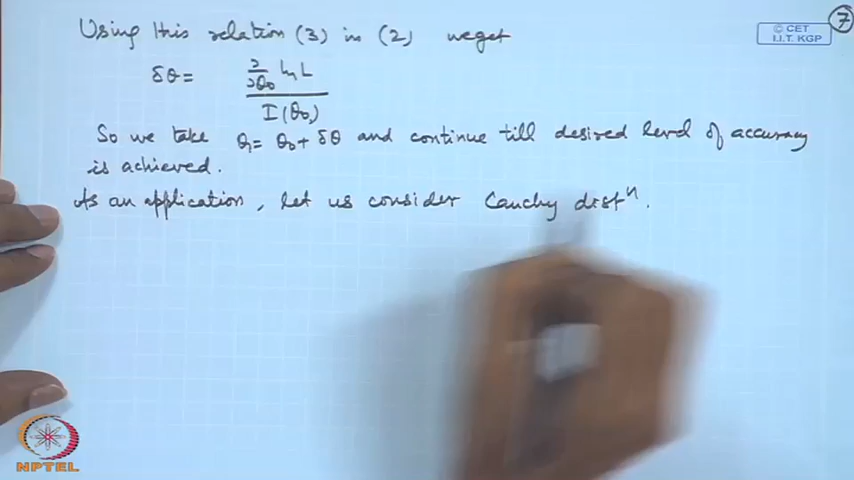 Using this relation (3) in (2) we get
δθ = ∂/∂θ₀ ln L / I(θ₀)
So we take θ₁ = θ₀ + δθ and continue till desired level of accuracy
is achieved.
As an application, let us consider Cauchy distⁿ.
© CET
I.I.T. KGP
7
NPTEL